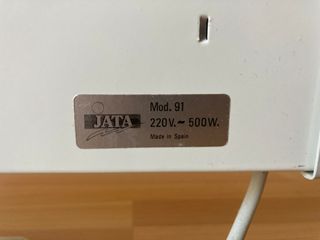 JATA
Mod. 91
220V.~ 500W.
Made in Spain